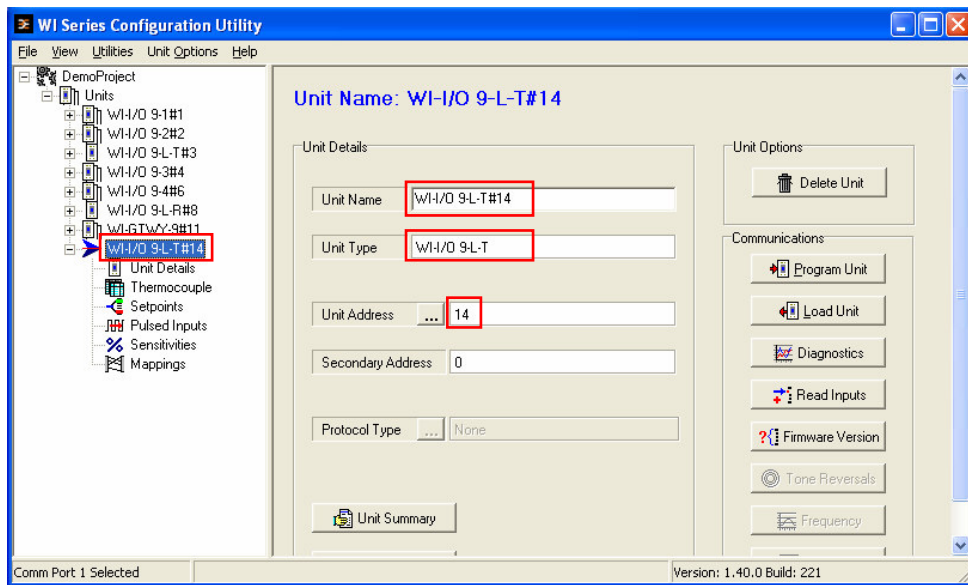 WI Series Configuration Utility
File View Utilities Unit Options Help
DemoProject
Units
WI-I/O 9-1#1
WI-I/O 9-2#2
WI-I/O 9-L-T#3
WI-I/O 9-3#4
WI-I/O 9-4#6
WI-I/O 9-L-R#8
WI-GTWY-9#11
WI-I/O 9-L-T#14
Unit Details
Thermocouple
Setpoints
Pulsed Inputs
Sensitivities
Mappings
Unit Name: WI-I/O 9-L-T#14
Unit Details
Unit Name WI-I/O 9-L-T#14
Unit Type WI-I/O 9-L-T
Unit Address ... 14
Secondary Address 0
Protocol Type ... None
Unit Summary
Unit Options
Delete Unit
Communications
Program Unit
Load Unit
Diagnostics
Read Inputs
Firmware Version
Tone Reversals
Frequency
Comm Port 1 Selected
Version: 1.40.0 Build: 221